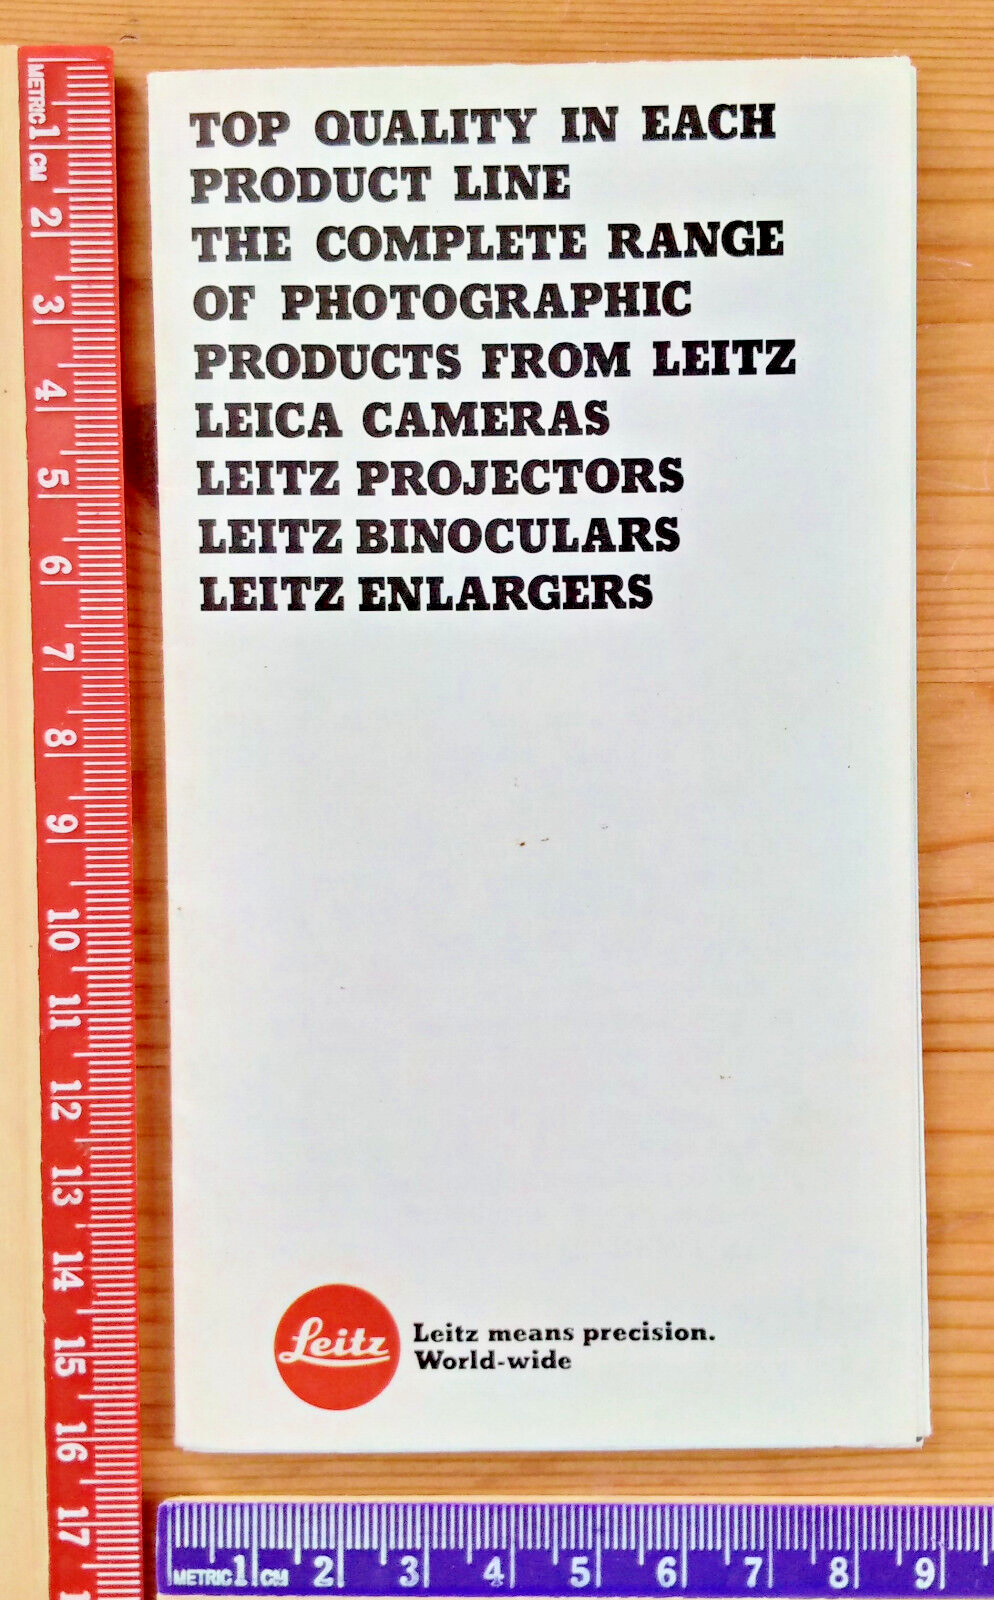 TOP QUALITY IN EACH
PRODUCT LINE
THE COMPLETE RANGE
OF PHOTOGRAPHIC
PRODUCTS FROM LEITZ
LEICA CAMERAS
LEITZ PROJECTORS
LEITZ BINOCULARS
LEITZ ENLARGERS
Leitz
Leitz means precision.
World-wide
METRIC 1 CM 2 3 4 5 6 7 8 9 10 11 12 13 14 15 16 17
METRIC 1 CM 2 3 4 5 6 7 8 9